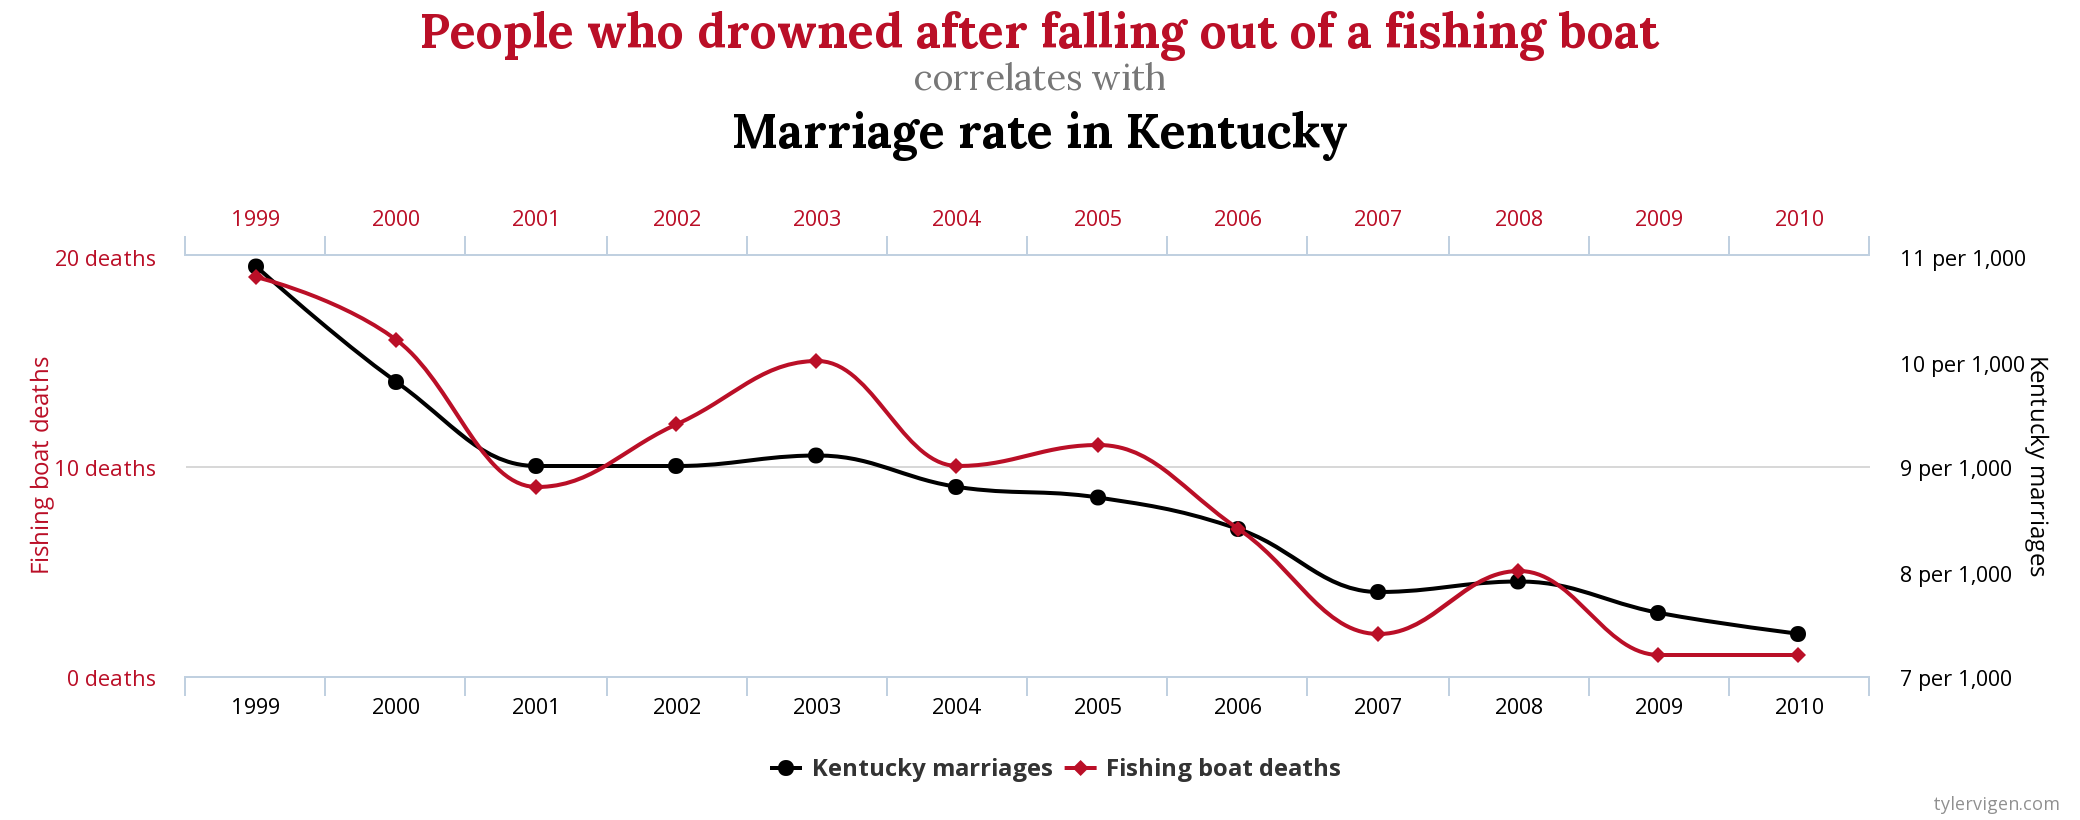 People who drowned after falling out of a fishing boat
correlates with
Marriage rate in Kentucky
1999 2000 2001 2002 2003 2004 2005 2006 2007 2008 2009 2010
20 deaths
10 deaths
0 deaths
Fishing boat deaths
11 per 1,000
10 per 1,000
9 per 1,000
8 per 1,000
7 per 1,000
Kentucky marriages
1999 2000 2001 2002 2003 2004 2005 2006 2007 2008 2009 2010
Kentucky marriages Fishing boat deaths
tylervigen.com